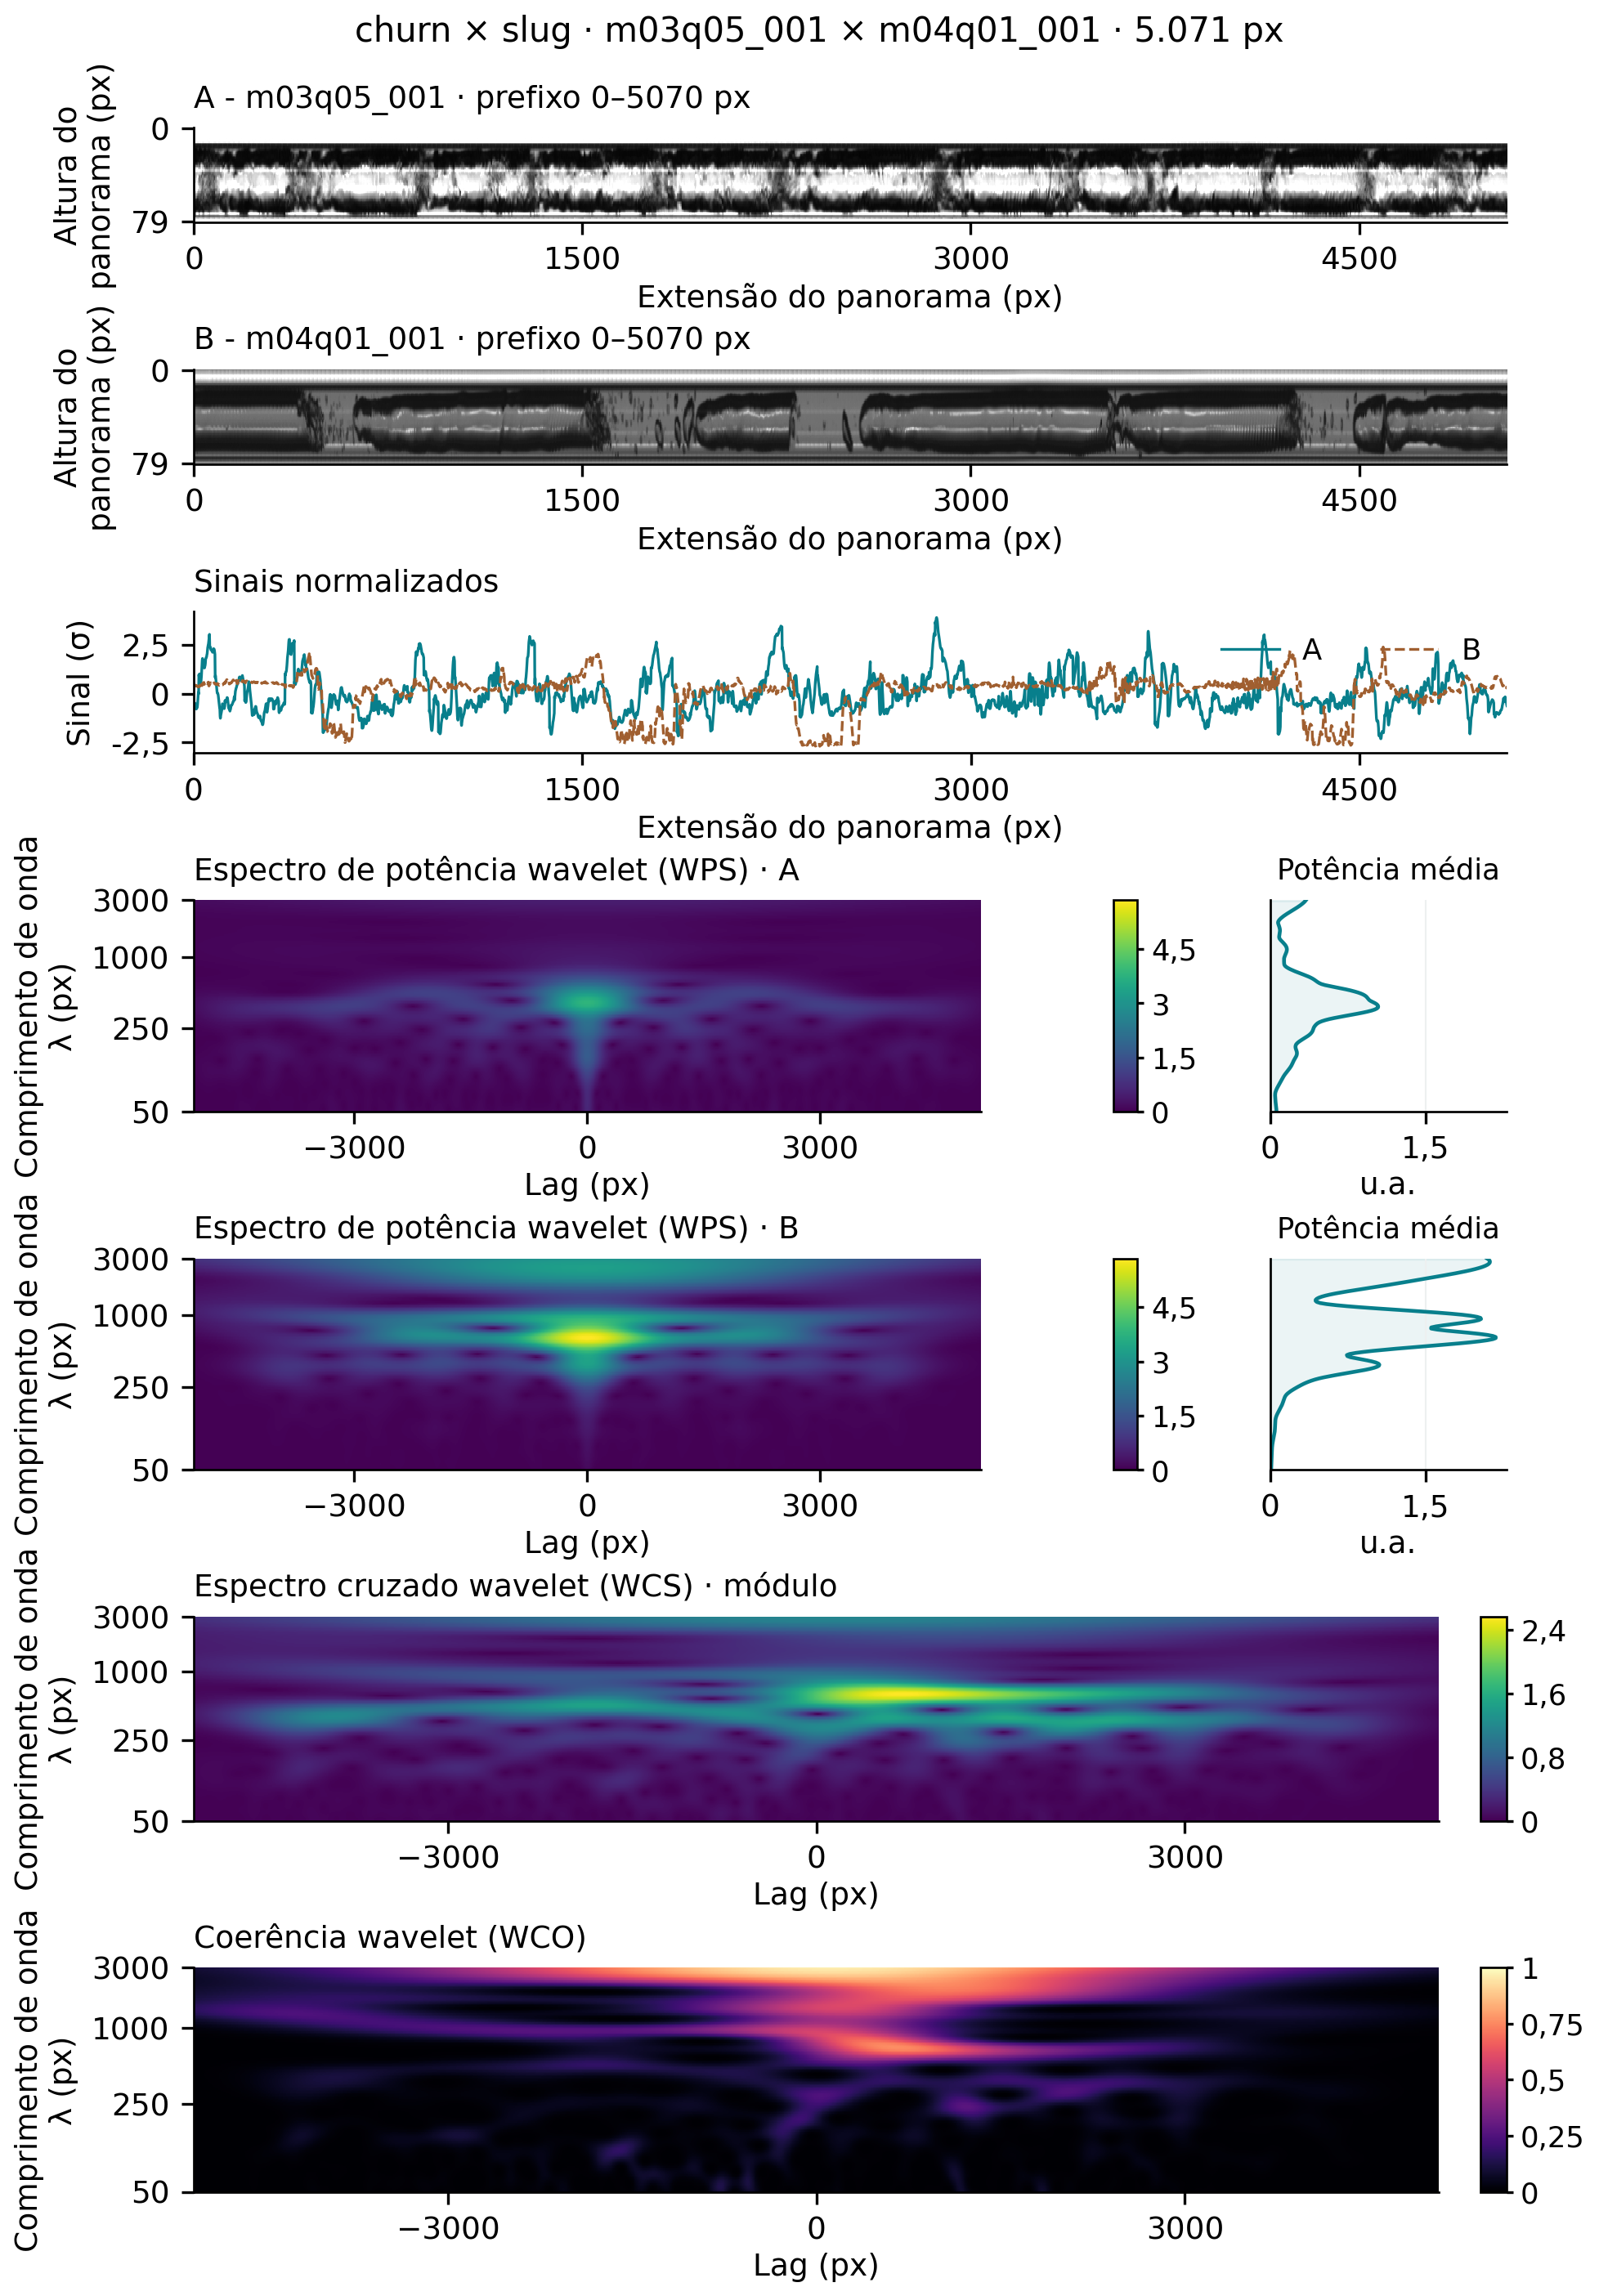 churn × slug · m03q05_001 × m04q01_001 · 5.071 px
A - m03q05_001 · prefixo 0–5070 px
Altura do
panorama (px)
0
79
0
1500
3000
4500
Extensão do panorama (px)
B - m04q01_001 · prefixo 0–5070 px
Altura do
panorama (px)
0
79
0
1500
3000
4500
Extensão do panorama (px)
Sinais normalizados
Sinal (σ)
2,5
0
-2,5
A
B
0
1500
3000
4500
Extensão do panorama (px)
Espectro de potência wavelet (WPS) · A
Comprimento de onda
λ (px)
3000
1000
250
50
−3000
0
3000
Lag (px)
4,5
3
1,5
0
Potência média
0
1,5
u.a.
Espectro de potência wavelet (WPS) · B
Comprimento de onda
λ (px)
3000
1000
250
50
−3000
0
3000
Lag (px)
4,5
3
1,5
0
Potência média
0
1,5
u.a.
Espectro cruzado wavelet (WCS) · módulo
Comprimento de onda
λ (px)
3000
1000
250
50
−3000
0
3000
Lag (px)
2,4
1,6
0,8
0
Coerência wavelet (WCO)
Comprimento de onda
λ (px)
3000
1000
250
50
−3000
0
3000
Lag (px)
1
0,75
0,5
0,25
0